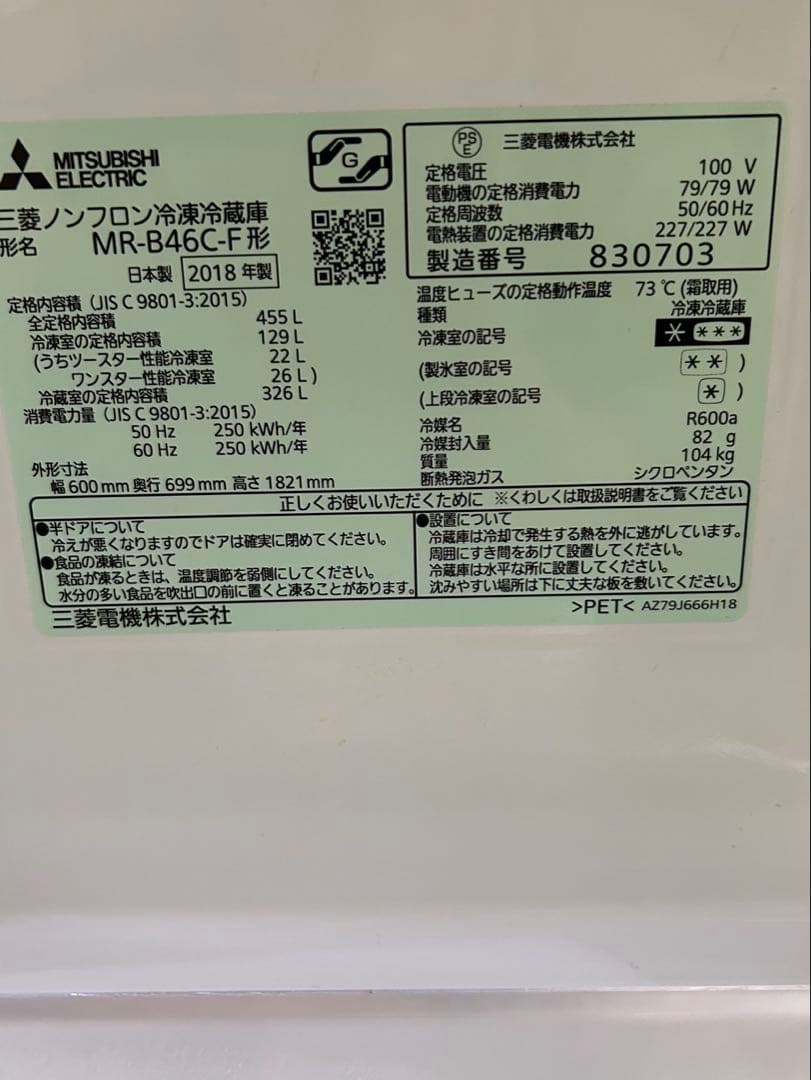 MITSUBISHI
ELECTRIC
G
三菱ノンフロン冷凍冷蔵庫
形名 MR-B46C-F形
日本製 2018年製
定格内容積 (JIS C 9801-3:2015)
全定格内容積 455 L
冷凍室の定格内容積 129 L
(うちツースター性能冷凍室 22 L
ワンスター性能冷凍室 26 L)
冷蔵室の定格内容積 326 L
消費電力量 (JIS C 9801-3:2015)
50 Hz 250 kWh/年
60 Hz 250 kWh/年
外形寸法
幅 600 mm 奥行 699 mm 高さ 1821 mm
PSE 三菱電機株式会社
定格電圧 100 V
電動機の定格消費電力 79/79 W
定格周波数 50/60 Hz
電熱装置の定格消費電力 227/227 W
製造番号 830703
温度ヒューズの定格動作温度 73℃(霜取用)
種類 冷凍冷蔵庫
冷凍室の記号 * ***
(製氷室の記号 ** )
(上段冷凍室の記号 * )
冷媒名 R600a
冷媒封入量 82 g
質量 104 kg
断熱発泡ガス シクロペンタン
正しくお使いいただくために ※くわしくは取扱説明書をご覧ください
●半ドアについて
冷えが悪くなりますのでドアは確実に閉めてください。
●食品の凍結について
食品が凍るときは、温度調節を弱側にしてください。
水分の多い食品を吹出口の前に置くと凍ることがあります。
●設置について
冷蔵庫は冷却で発生する熱を外に逃がしています。
周囲にすき間をあけて設置してください。
冷蔵庫は水平な所に設置してください。
沈みやすい場所は下に丈夫な板を敷いてください。
三菱電機株式会社
>PET< AZ79J666H18